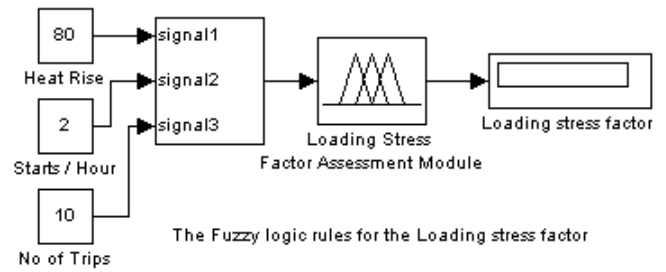 80
Heat Rise
2
Starts / Hour
10
No of Trips
signal1
signal2
signal3
Loading Stress
Factor Assessment Module
Loading stress factor
The Fuzzy logic rules for the Loading stress factor